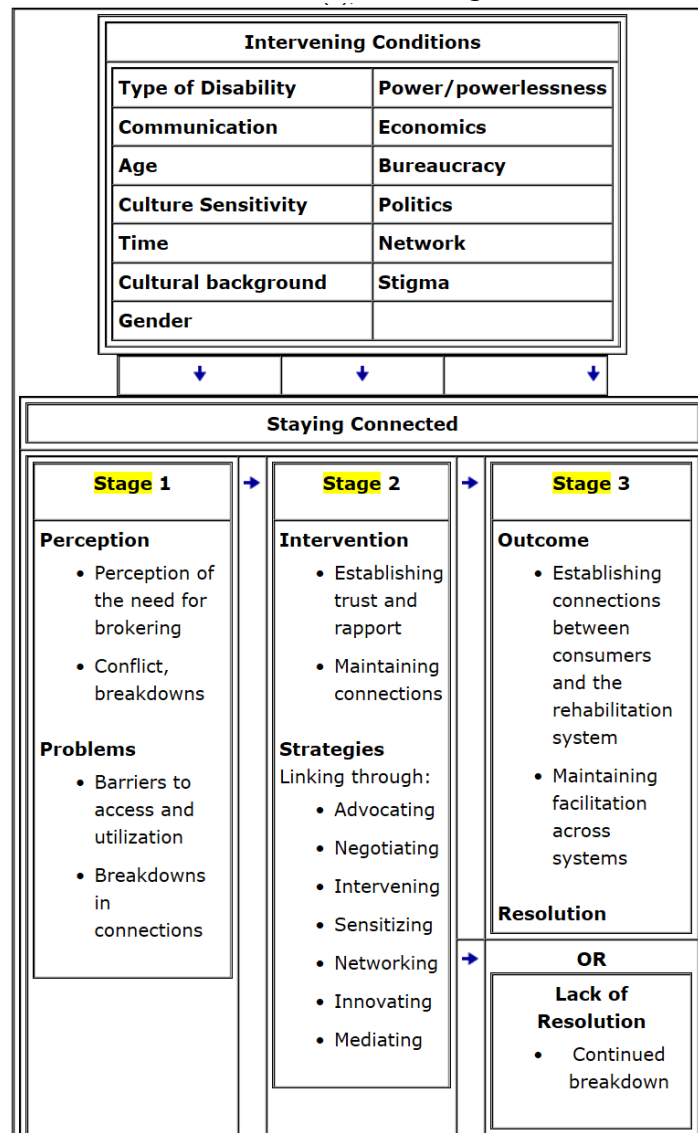 Intervening Conditions
Type of Disability
Power/powerlessness
Communication
Economics
Age
Bureaucracy
Culture Sensitivity
Politics
Time
Network
Cultural background
Stigma
Gender
Staying Connected
Stage 1
Perception
• Perception of
the need for
brokering
• Conflict,
breakdowns
Problems
• Barriers to
access and
utilization
• Breakdowns
in
connections
Stage 2
Intervention
• Establishing
trust and
rapport
• Maintaining
connections
Strategies
Linking through:
• Advocating
• Negotiating
• Intervening
• Sensitizing
• Networking
• Innovating
• Mediating
Stage 3
Outcome
• Establishing
connections
between
consumers
and the
rehabilitation
system
• Maintaining
facilitation
across
systems
Resolution
OR
Lack of
Resolution
• Continued
breakdown